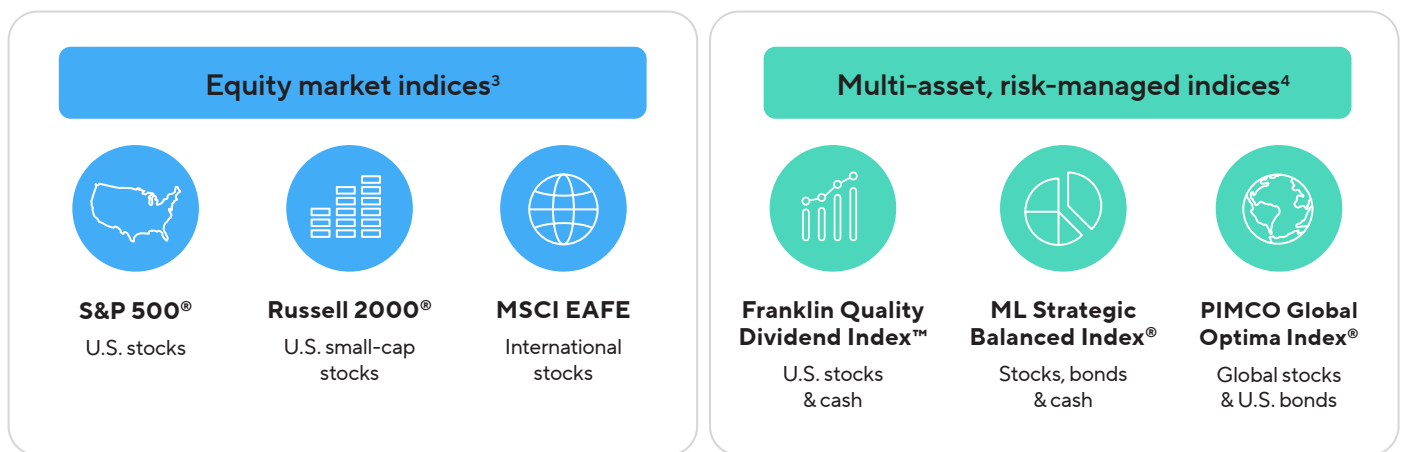 Equity market indices³
S&P 500®
U.S. stocks
Russell 2000®
U.S. small-cap
stocks
MSCI EAFE
International
stocks
Multi-asset, risk-managed indices⁴
Franklin Quality
Dividend Index™
U.S. stocks
& cash
ML Strategic
Balanced Index®
Stocks, bonds
& cash
PIMCO Global
Optima Index®
Global stocks
& U.S. bonds